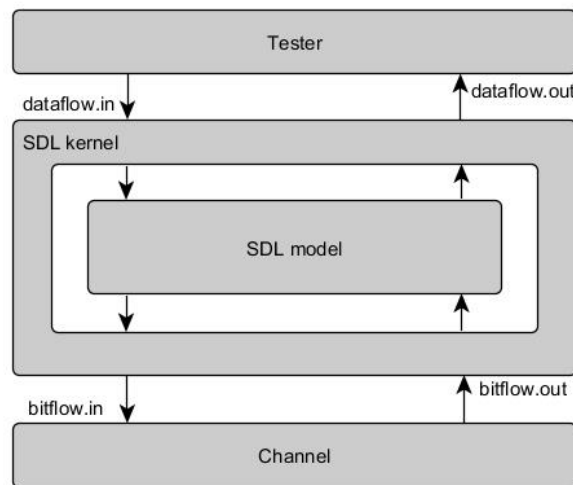 Tester
dataflow.in
dataflow.out
SDL kernel
SDL model
bitflow.in
bitflow.out
Channel